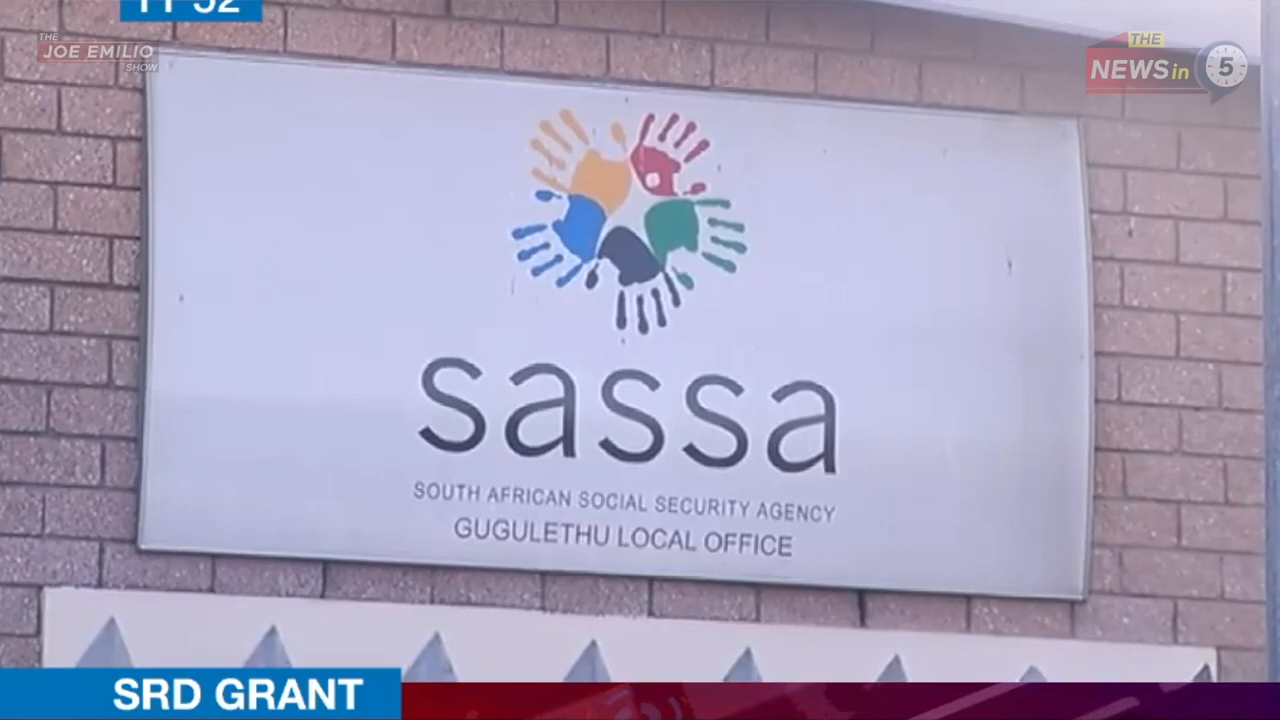 THE
JOE EMILIO
SHOW
THE
NEWS in 5
sassa
SOUTH AFRICAN SOCIAL SECURITY AGENCY
GUGULETHU LOCAL OFFICE
SRD GRANT